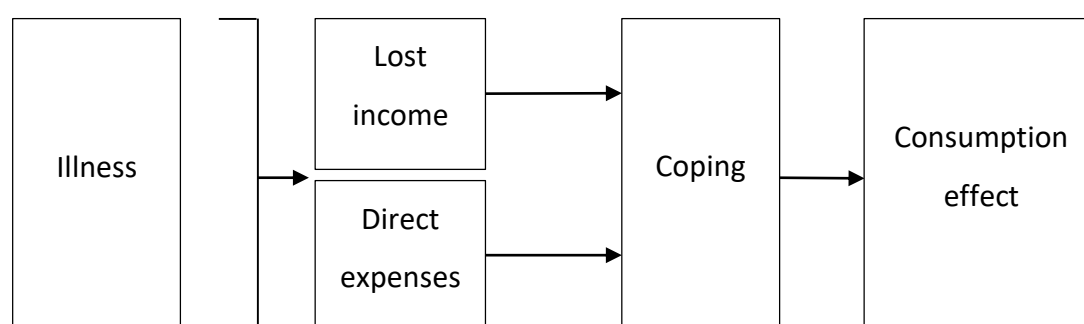 Illness
Lost
income
Direct
expenses
Coping
Consumption
effect